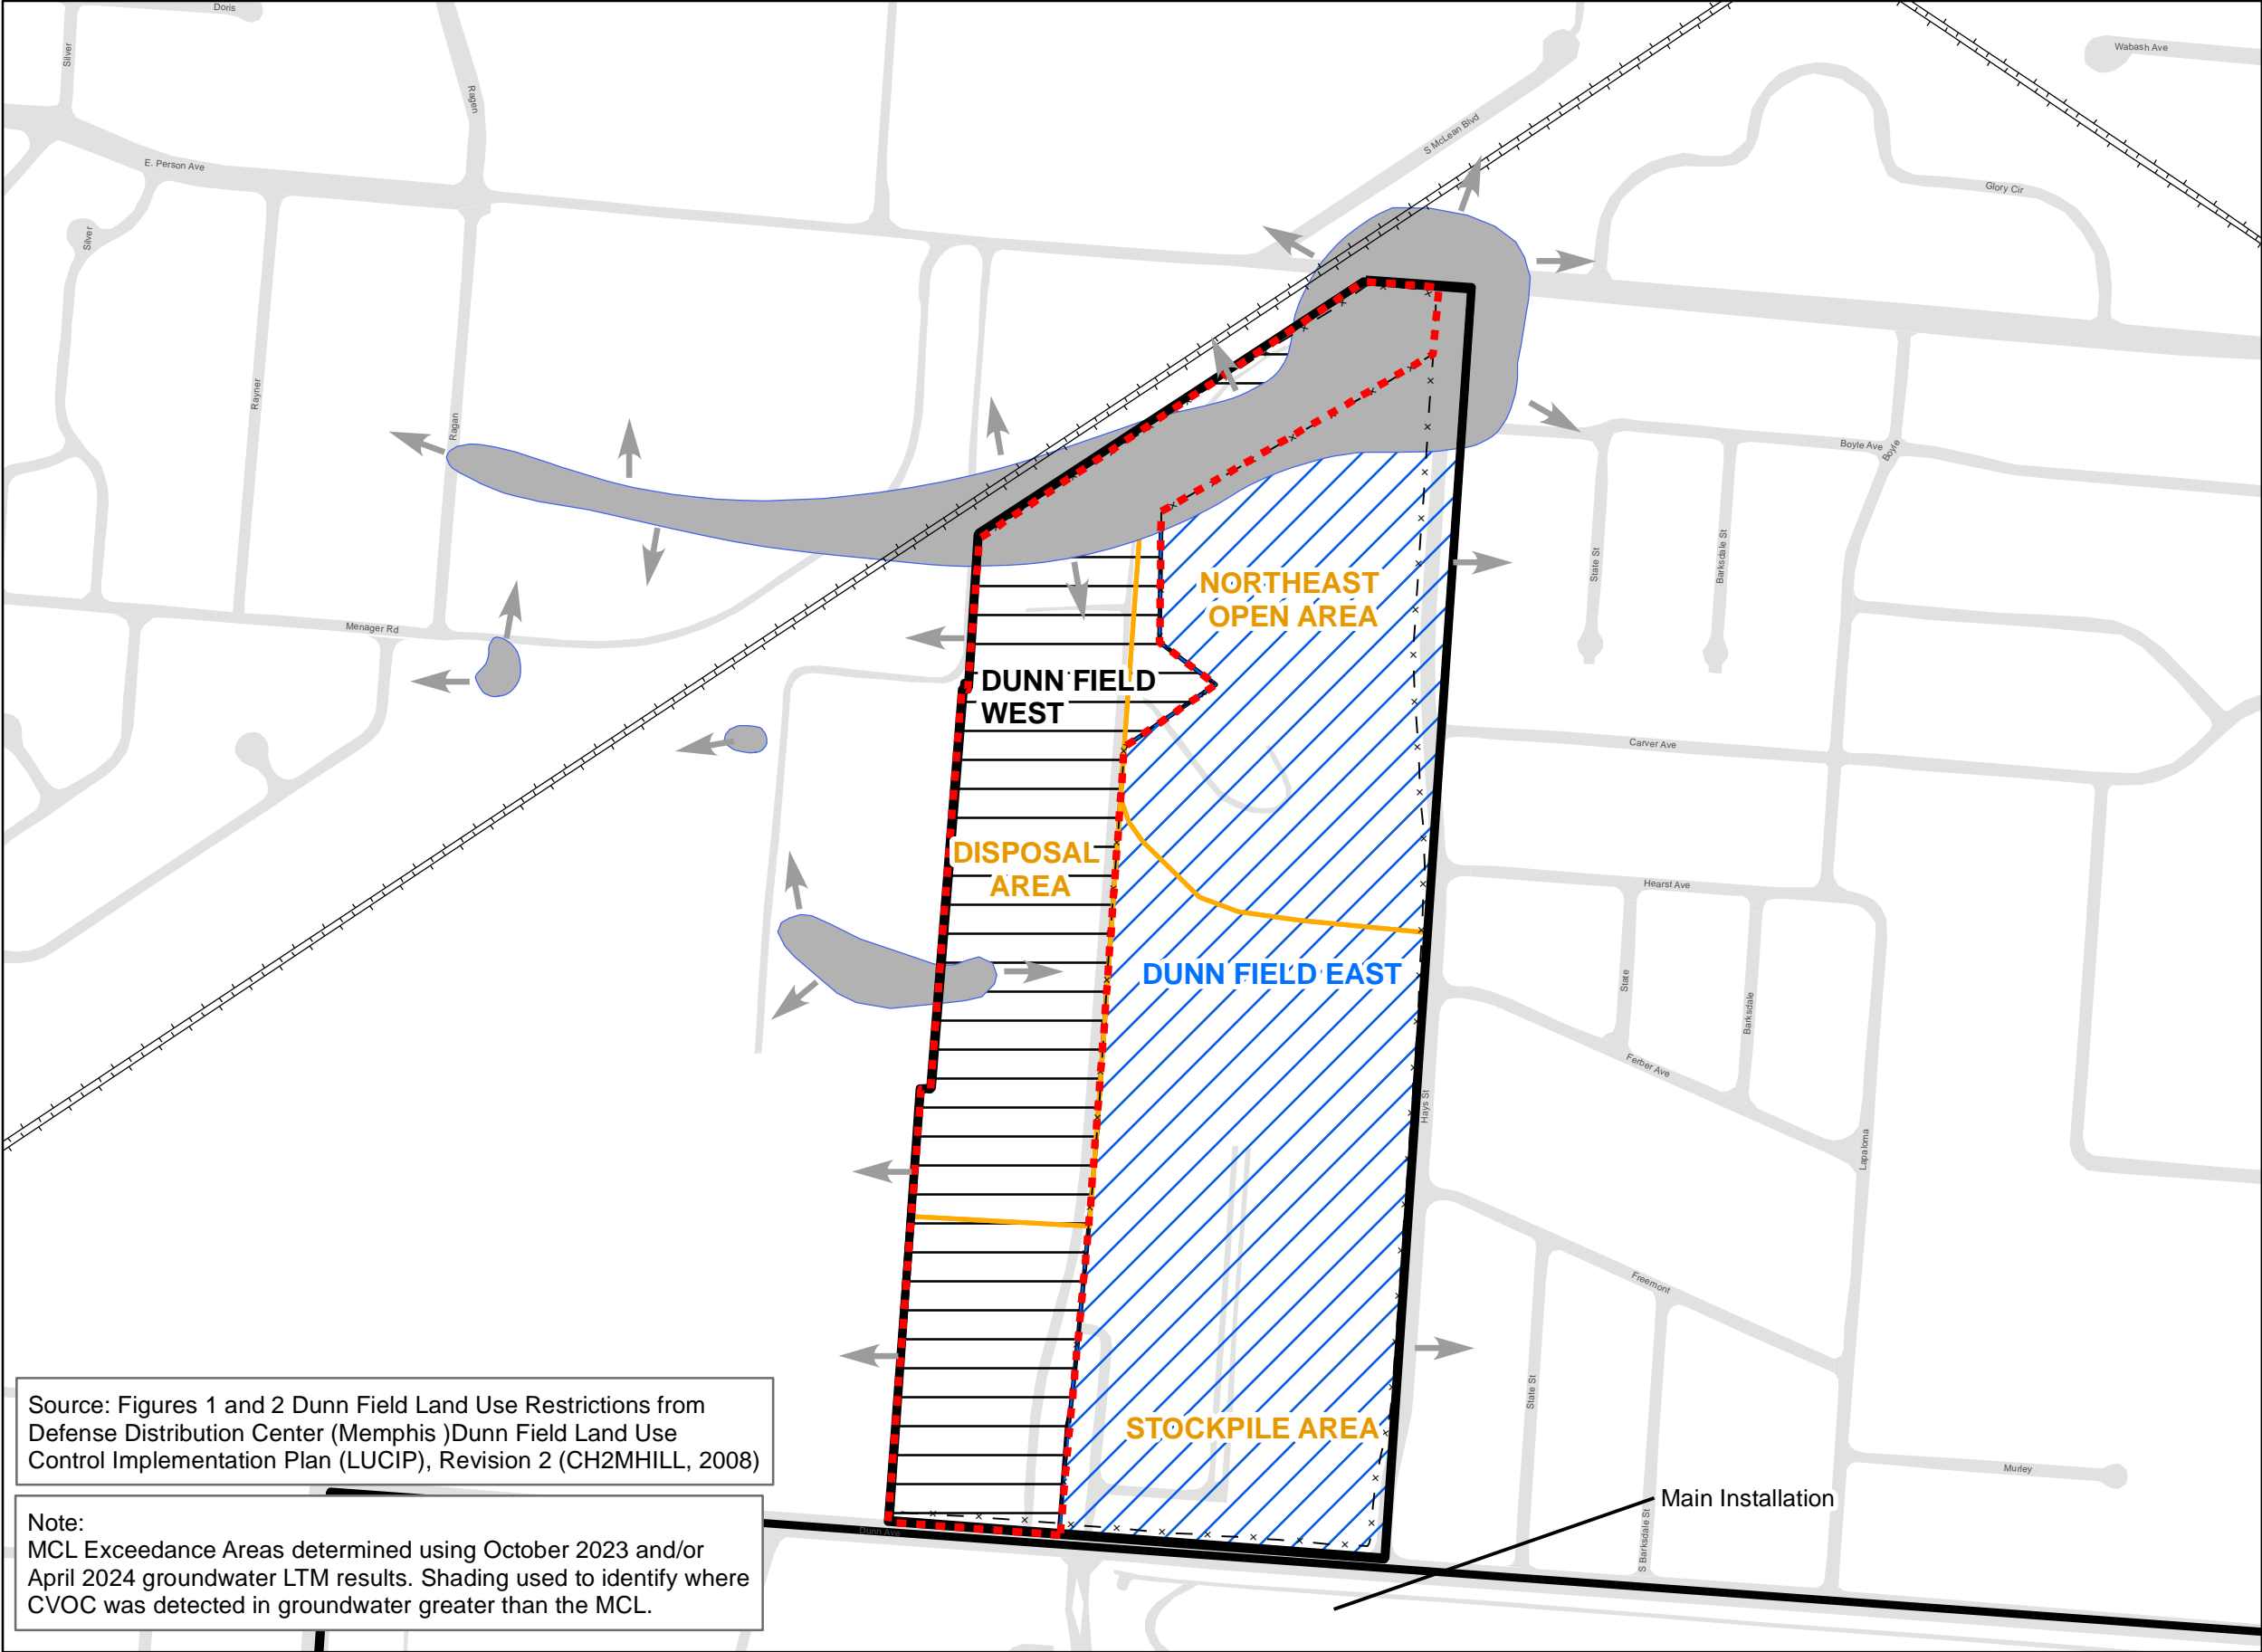 Doris
Silver
Ragen
Wabash Ave
S McLean Blvd
E. Person Ave
Glory Cir
Silver
Rayner
Ragan
Boyle Ave
Boyle
State St
Barksdale St
NORTHEAST
OPEN AREA
Menager Rd
DUNN FIELD
WEST
Carver Ave
DISPOSAL
AREA
Hearst Ave
DUNN FIELD EAST
State
Barksdale
Ferber Ave
Hays St
Lapaloma
Freemont
State St
STOCKPILE AREA
Source: Figures 1 and 2 Dunn Field Land Use Restrictions from
Defense Distribution Center (Memphis )Dunn Field Land Use
Control Implementation Plan (LUCIP), Revision 2 (CH2MHILL, 2008)
Murley
Main Installation
S Barksdale St
Dunn Ave
Note:
MCL Exceedance Areas determined using October 2023 and/or
April 2024 groundwater LTM results. Shading used to identify where
CVOC was detected in groundwater greater than the MCL.